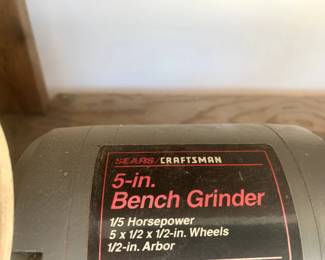 SEARS/CRAFTSMAN
5-in.
Bench Grinder
1/5 Horsepower
5 x 1/2 x 1/2-in. Wheels
1/2-in. Arbor